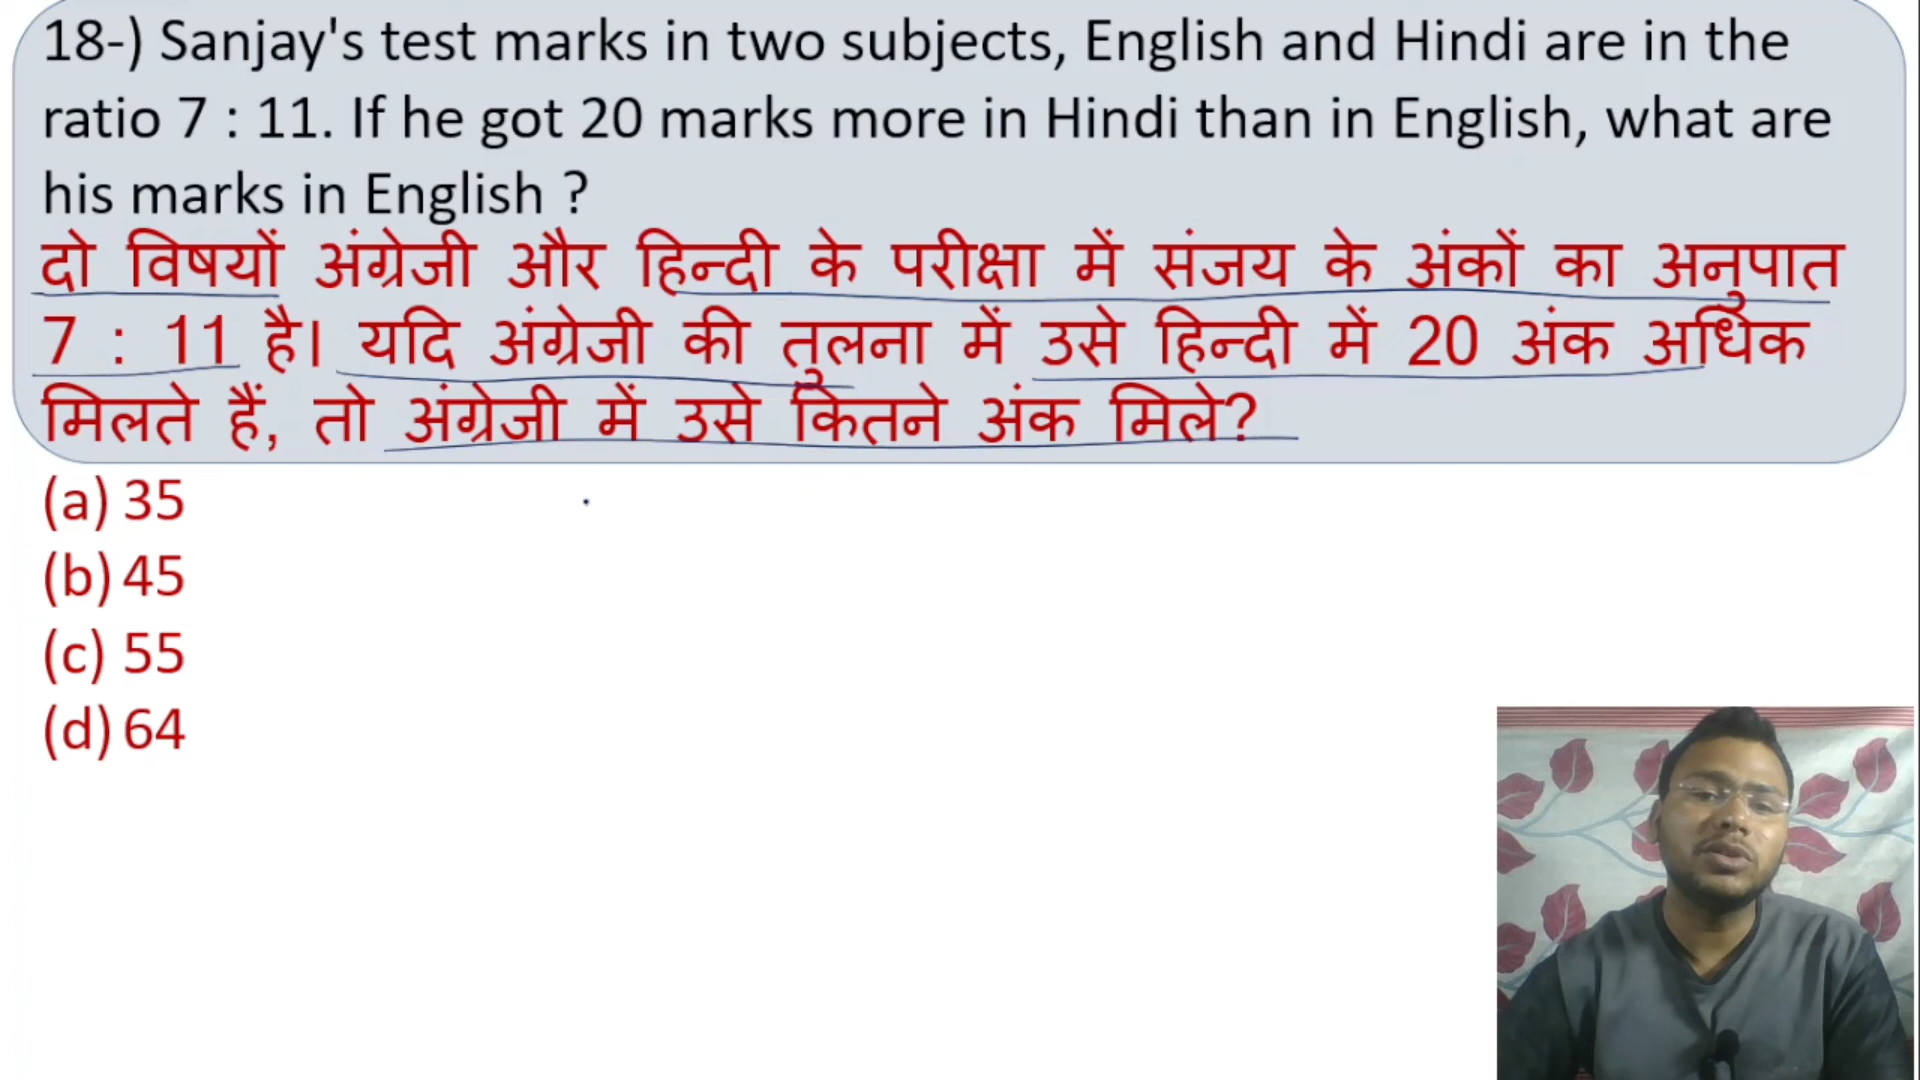 18-) Sanjay's test marks in two subjects, English and Hindi are in the
ratio 7 : 11. If he got 20 marks more in Hindi than in English, what are
his marks in English ?
दो विषयों अंग्रेजी और हिन्दी के परीक्षा में संजय के अंकों का अनुपात
7 : 11 है। यदि अंग्रेजी की तुलना में उसे हिन्दी में 20 अंक अधिक
मिलते हैं, तो अंग्रेजी में उसे कितने अंक मिले?
(a) 35
(b) 45
(c) 55
(d) 64